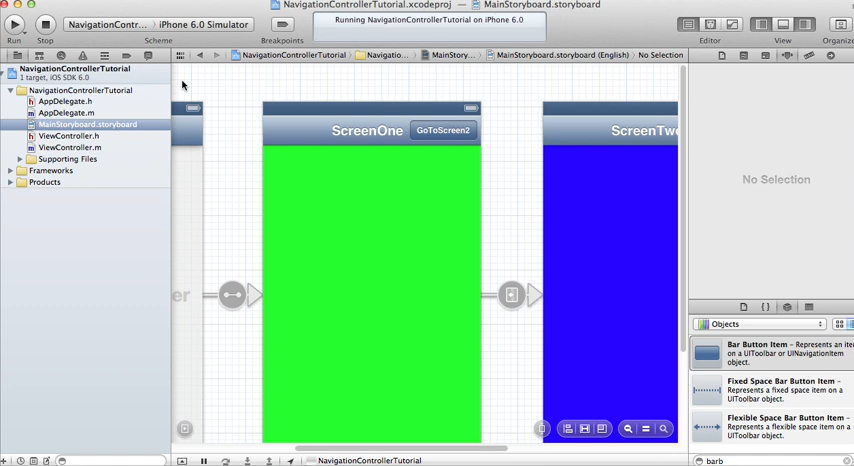 NavigationControllerTutorial.xcodeproj — MainStoryboard.storyboard
Running NavigationControllerTutorial on iPhone 6.0
NavigationContr... iPhone 6.0 Simulator
Run Stop Scheme Breakpoints Editor View Organize
NavigationControllerTutorial Navigatio... MainStory... MainStoryboard.storyboard (English) No Selection
NavigationControllerTutorial
1 target, iOS SDK 6.0
NavigationControllerTutorial
AppDelegate.h
AppDelegate.m
MainStoryboard.storyboard
ViewController.h
ViewController.m
Supporting Files
Frameworks
Products
er
ScreenOne
GoToScreen2
ScreenTwo
No Selection
Objects
Bar Button Item – Represents an item
on a UIToolbar or UINavigationItem
object.
Fixed Space Bar Button Item –
Represents a fixed space item on a
UIToolbar object.
Flexible Space Bar Button Item –
Represents a flexible space item on a
UIToolbar object.
NavigationControllerTutorial
barb